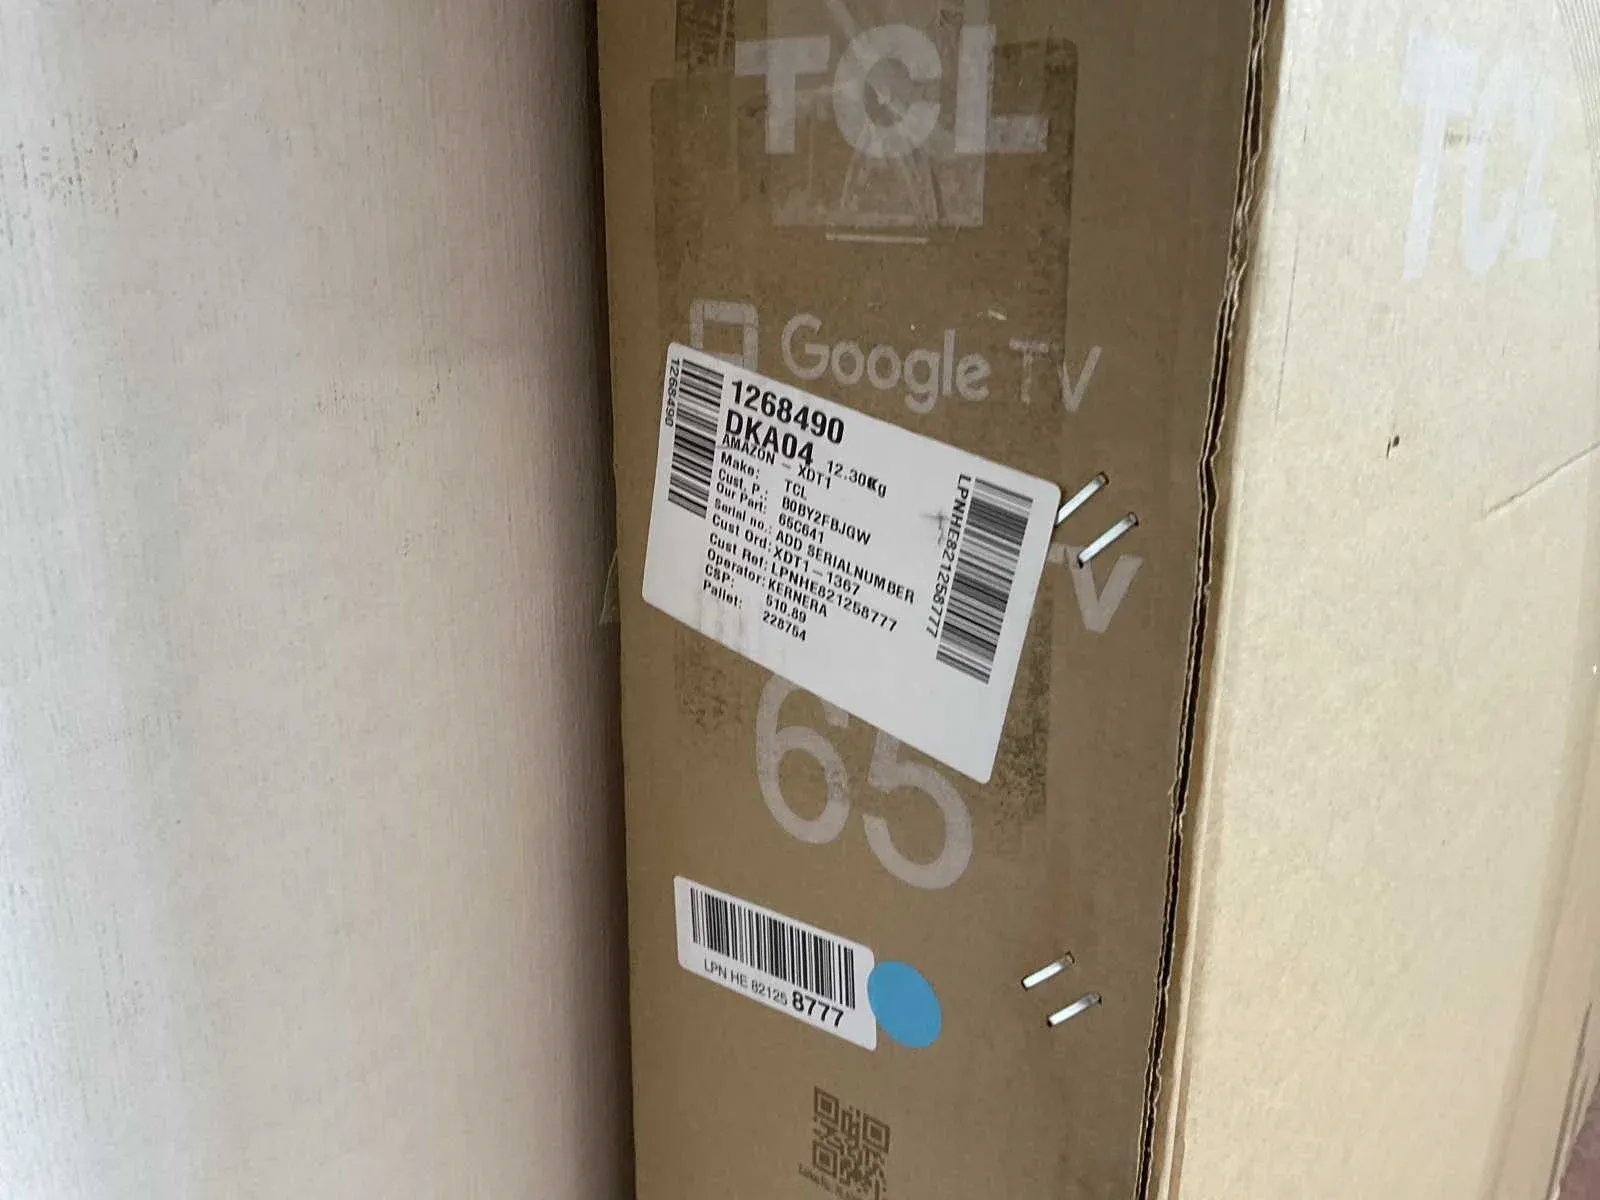 TCL
TCL
Google TV
1268490
1268490
DKA04 12.30Kg
AMAZON - XDT1
Make: TCL
Cust. P.: B0BY2FBJGW
Our Part: 65C641
Serial no.: ADD SERIALNUMBER
Cust Ord: XDT1-1367
Cust Ref: LPNHE821258777
Operator: KERNERA
CSP: 510.89
Pallet: 228754
LPNHE821258777
TV
65
LPN HE 82125 8777